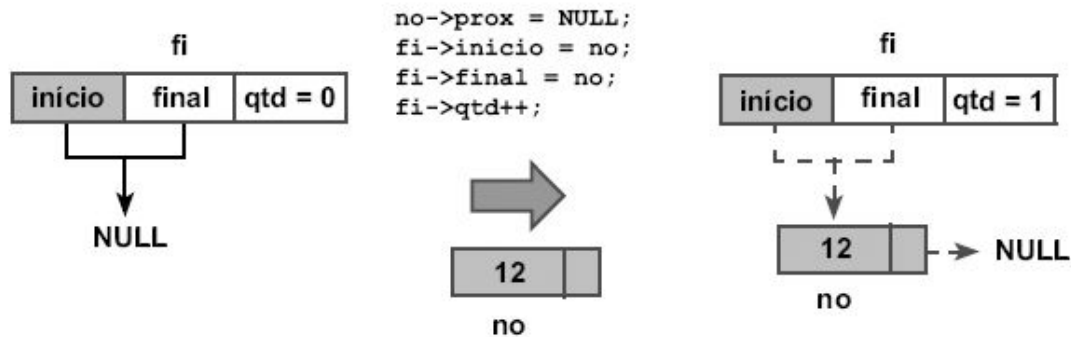 no->prox = NULL;
fi->inicio = no;
fi->final = no;
fi->qtd++;
fi
início final qtd = 0
NULL
12
no
fi
início final qtd = 1
12
NULL
no